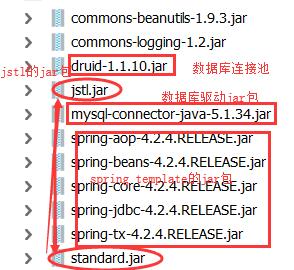 commons-beanutils-1.9.3.jar
commons-logging-1.2.jar
jstl的jar包
druid-1.1.10.jar
数据库连接池
jstl.jar
数据库驱动jar包
mysql-connector-java-5.1.34.jar
spring-aop-4.2.4.RELEASE.jar
spring-beans-4.2.4.RELEASE.jar
spring template的jar包
spring-core-4.2.4.RELEASE.jar
spring-jdbc-4.2.4.RELEASE.jar
spring-tx-4.2.4.RELEASE.jar
standard.jar